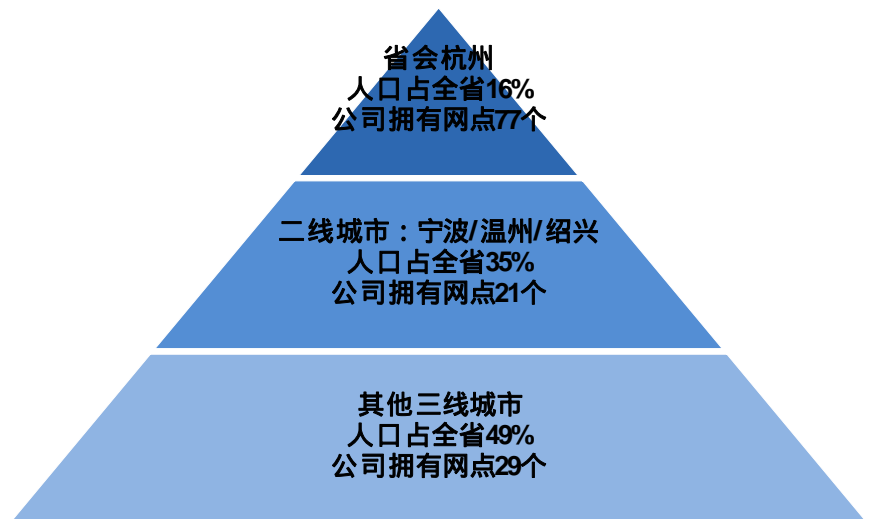 省会杭州
人口占全省16%
公司拥有网点77个
二线城市：宁波/温州/绍兴
人口占全省35%
公司拥有网点21个
其他三线城市
人口占全省49%
公司拥有网点29个